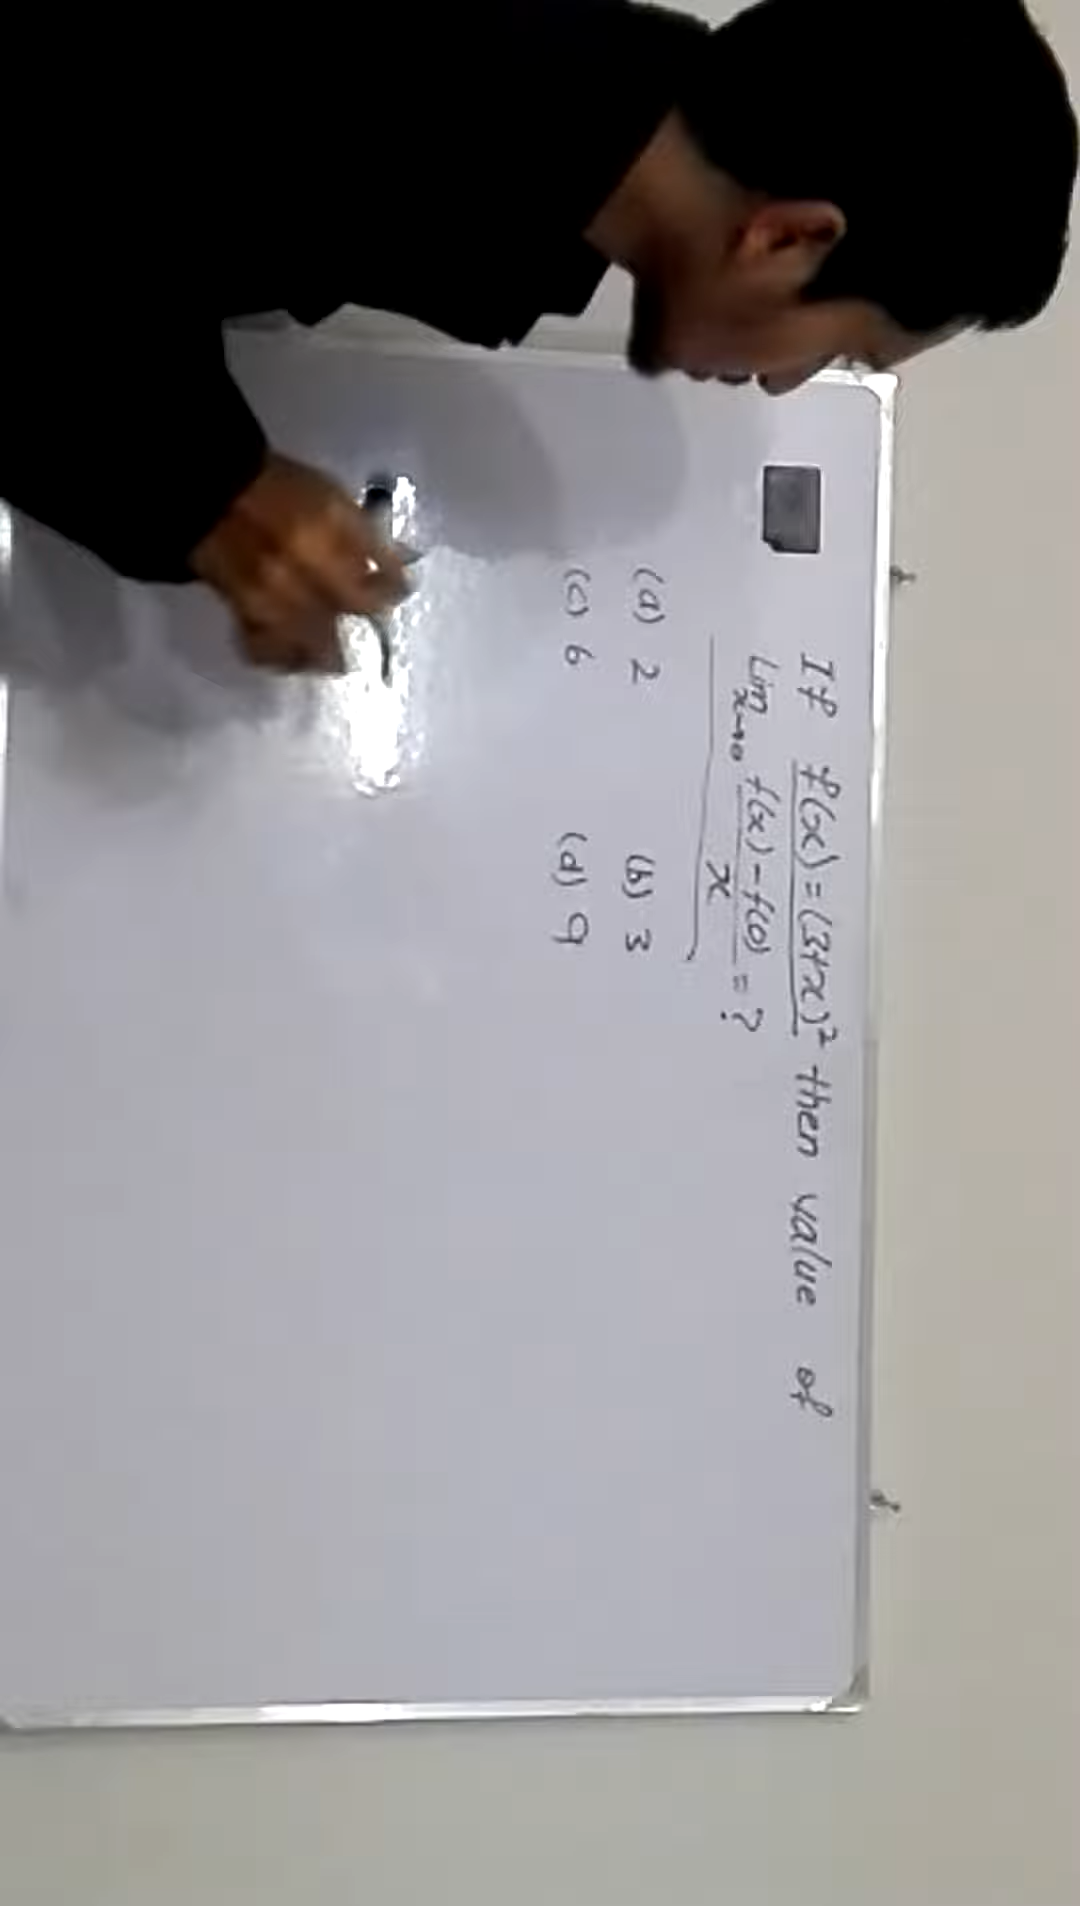 If f(x) = (3+x)² then value of
Lim x→0 f(x) - f(0) / x = ?
(a) 2 (b) 3
(c) 6 (d) 9